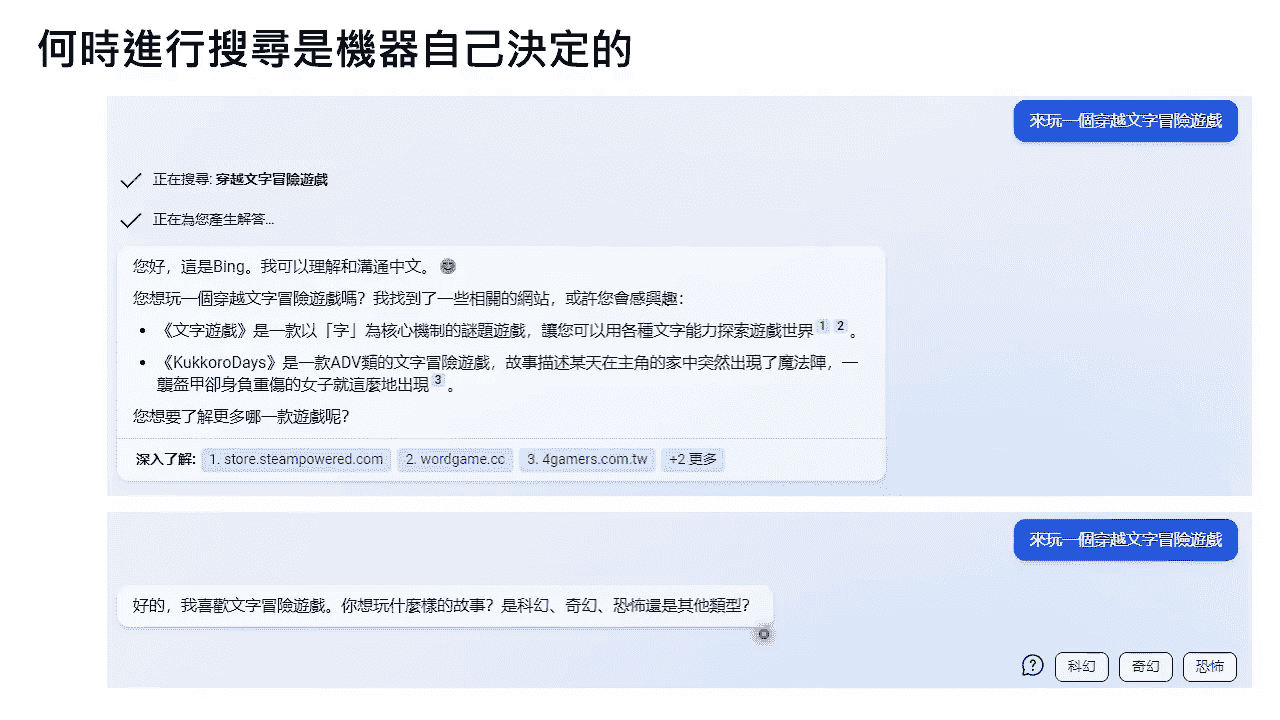 何時進行搜尋是機器自己決定的
來玩一個穿越文字冒險遊戲
正在搜尋: 穿越文字冒險遊戲
正在為您產生解答...
您好，這是Bing。我可以理解和溝通中文。
您想玩一個穿越文字冒險遊戲嗎？我找到了一些相關的網站，或許您會感興趣：
• 《文字遊戲》是一款以「字」為核心機制的謎題遊戲，讓您可以用各種文字能力探索遊戲世界 1 2 。
• 《KukkoroDays》是一款ADV類的文字冒險遊戲，故事描述某天在主角的家中突然出現了魔法陣，一
襲盔甲卻身負重傷的女子就這麼地出現 3 。
您想要了解更多哪一款遊戲呢？
深入了解: 1. store.steampowered.com 2. wordgame.cc 3. 4gamers.com.tw +2 更多
來玩一個穿越文字冒險遊戲
好的，我喜歡文字冒險遊戲。你想玩什麼樣的故事？是科幻、奇幻、恐怖還是其他類型？
科幻 奇幻 恐怖